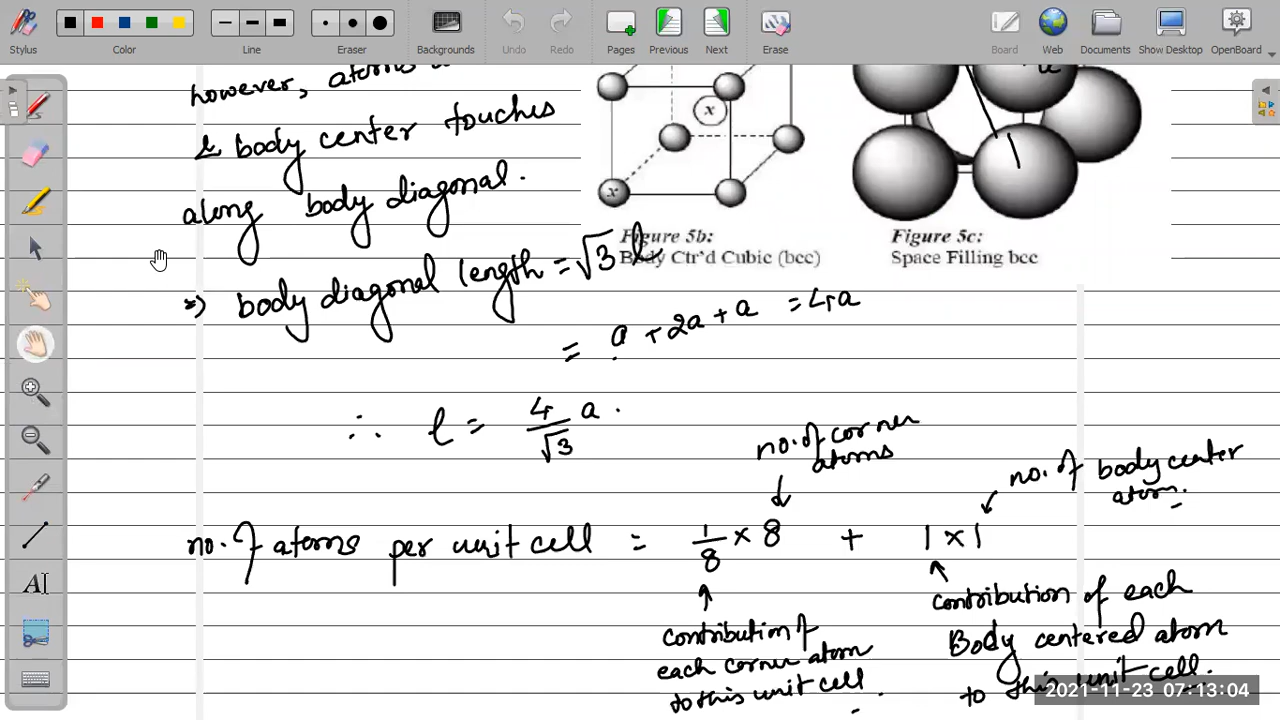 Stylus Color Line Eraser Backgrounds Undo Redo Pages Previous Next Erase Board Web Documents Show Desktop OpenBoard
however, atoms
& body center touches
along body diagonal.
=> body diagonal length = √3 l
= a + 2a + a = 4a
∴ l = 4/√3 a.
x
x
Figure 5b:
Body Ctr'd Cubic (bcc)
Figure 5c:
Space Filling bcc
no. of corner
atoms
no. of body center
atom.
no. of atoms per unit cell = 1/8 × 8 + 1 × 1
contribution of
each corner atom
to this unit cell.
contribution of each
Body centered atom
to this unit cell.
2021-11-23 07:13:04